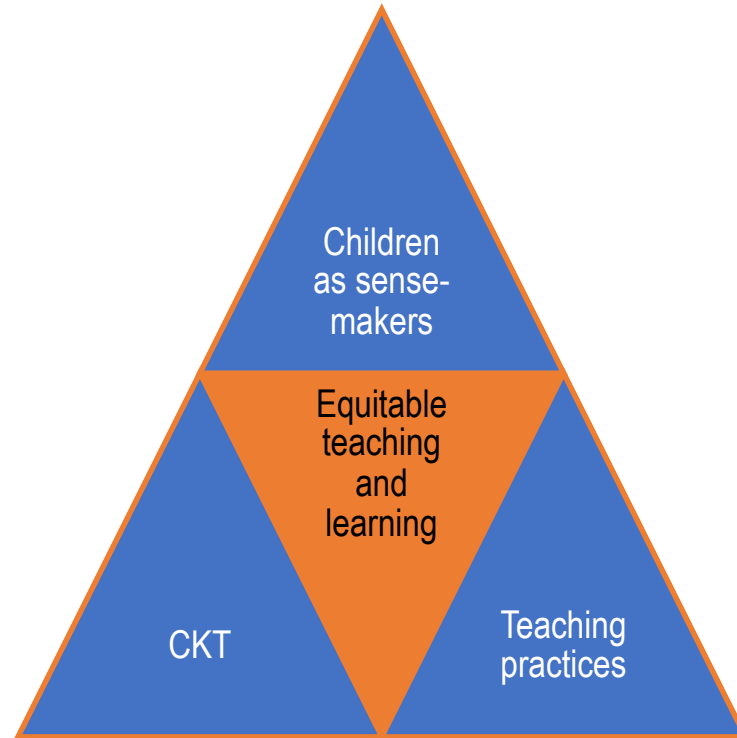 Children
as sense-
makers
Equitable
teaching
and
learning
CKT
Teaching
practices